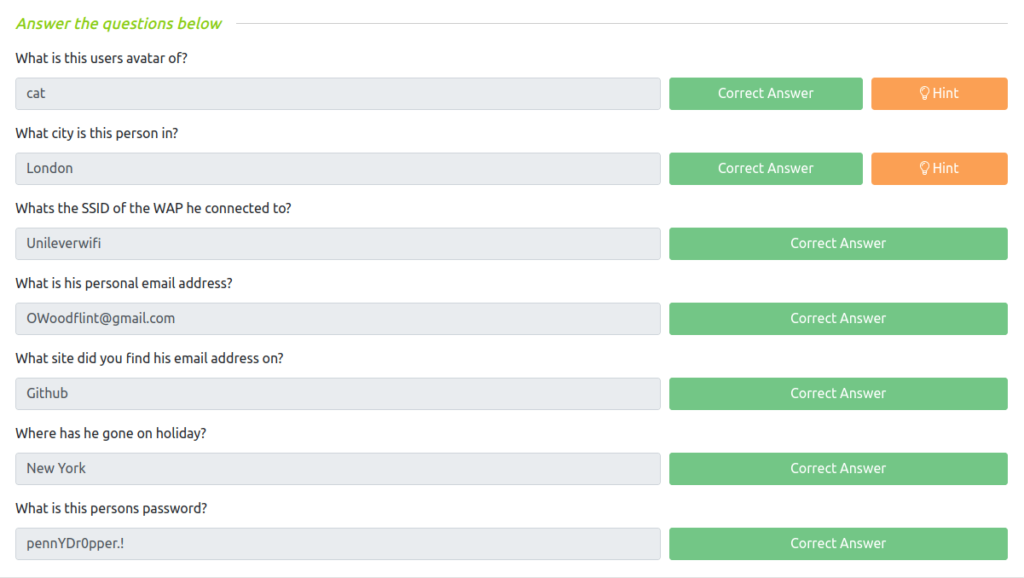 Answer the questions below
What is this users avatar of?
cat Correct Answer Hint
What city is this person in?
London Correct Answer Hint
Whats the SSID of the WAP he connected to?
Unileverwifi Correct Answer
What is his personal email address?
OWoodflint@gmail.com Correct Answer
What site did you find his email address on?
Github Correct Answer
Where has he gone on holiday?
New York Correct Answer
What is this persons password?
pennYDr0pper.! Correct Answer